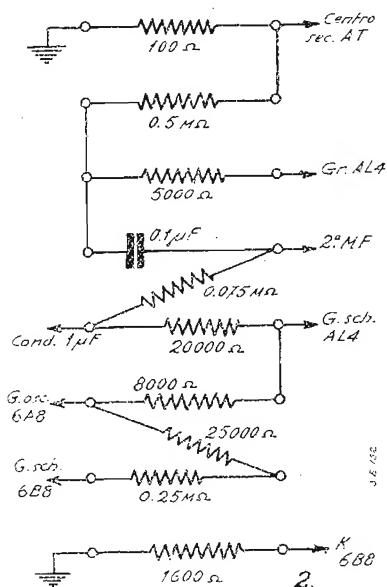 Centro
sec. AT
100 Ω
0.5 MΩ
Gr. AL4
5000 Ω
0.1 μF
2ª MF
0.075 MΩ
Cond. 1 μF
G. sch.
AL4
20000 Ω
8000 Ω
G. osc.
6A8
25000 Ω
G. sch.
6B8
0.25 MΩ
K
6B8
1600 Ω
2.